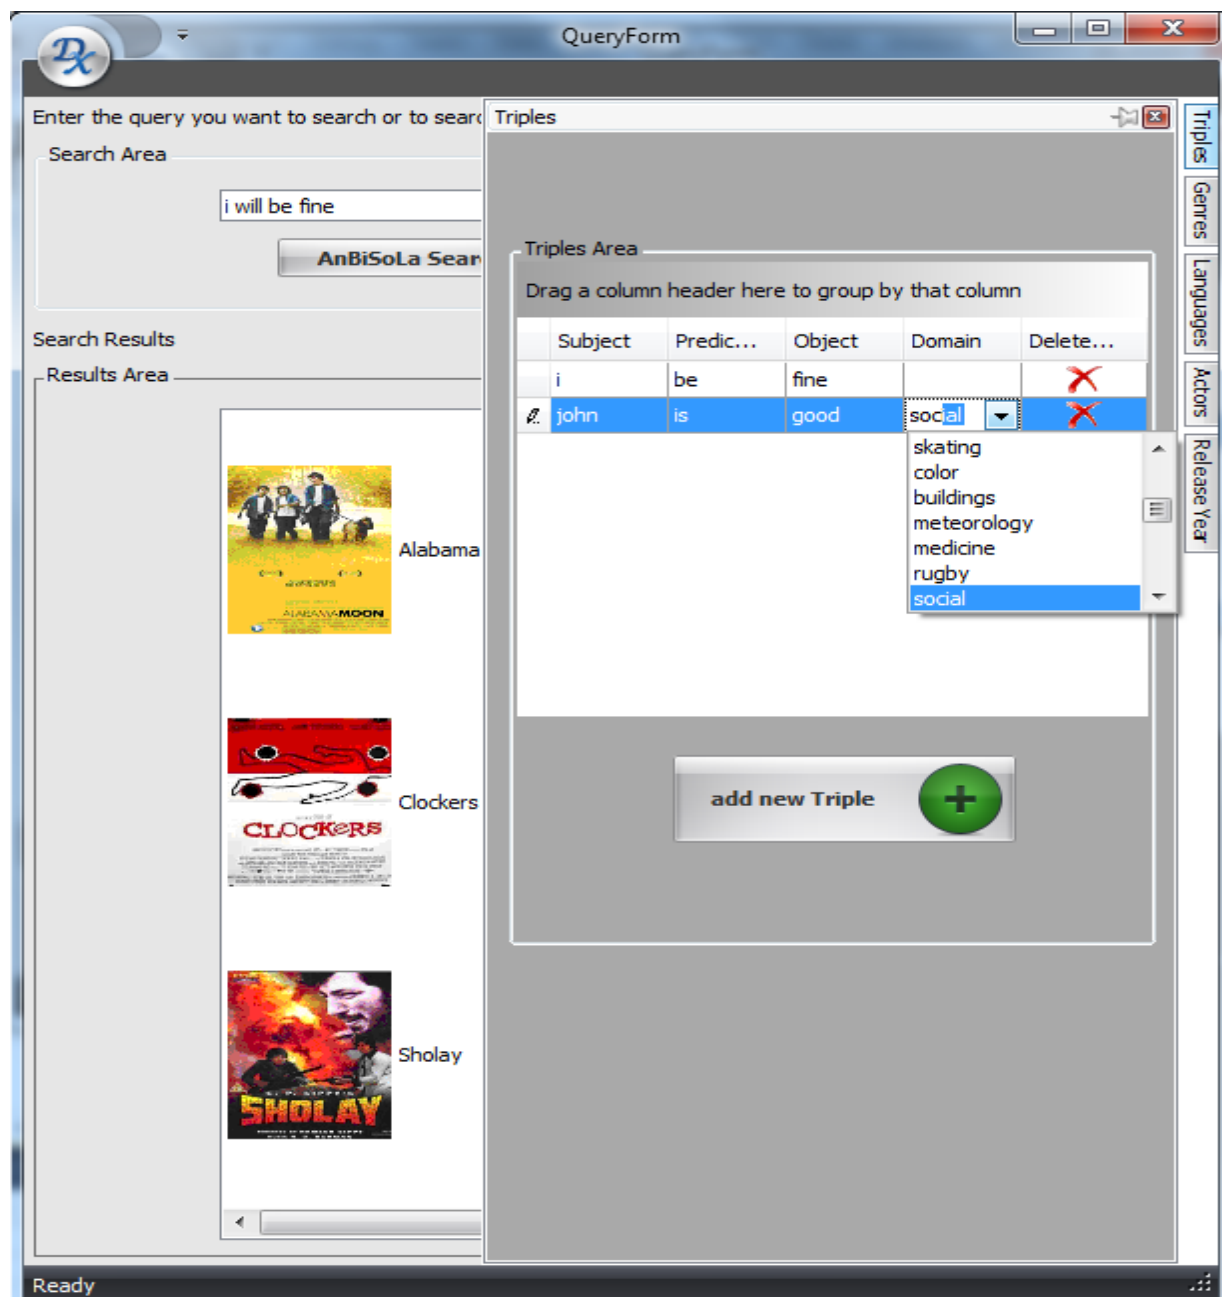 QueryForm
Enter the query you want to search or to searc
Search Area
i will be fine
AnBiSoLa Sear
Search Results
Results Area
ALABAMA MOON
Alabama
CLOCKERS
Clockers
SHOLAY
Sholay
Triples
Triples Area
Drag a column header here to group by that column
Subject Predic... Object Domain Delete...
i be fine
john is good social
skating
color
buildings
meteorology
medicine
rugby
social
add new Triple
Triples
Genres
Languages
Actors
Release Year
Ready